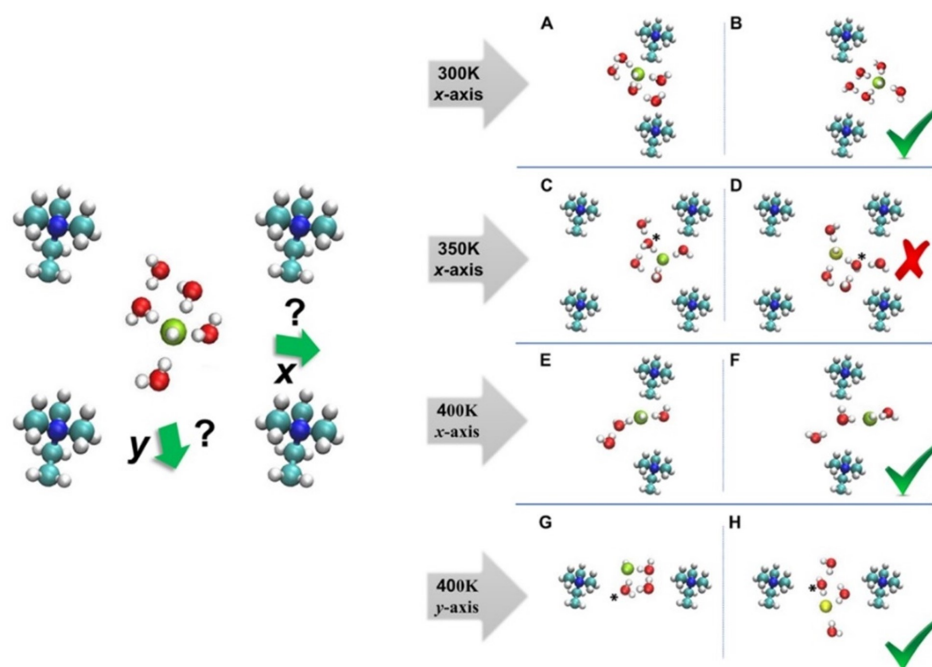 300K
x-axis
A
B
350K
x-axis
C
D
*
*
?
x
y
?
400K
x-axis
E
F
400K
y-axis
G
H
*
*